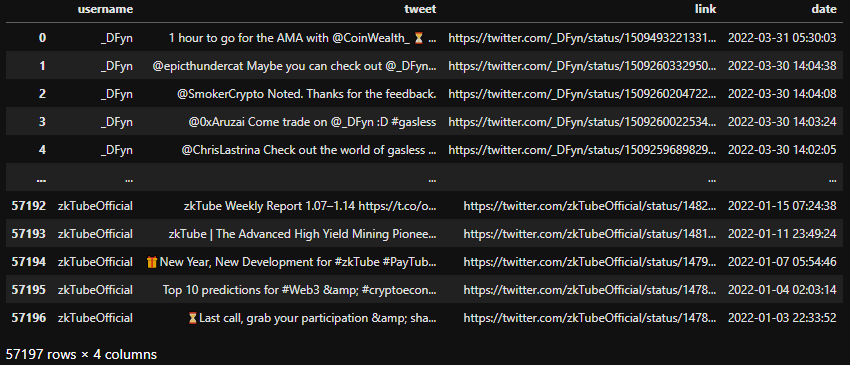 username tweet link date
0 _DFyn 1 hour to go for the AMA with @CoinWealth_ ⏳ ... https://twitter.com/_DFyn/status/1509493221331... 2022-03-31 05:30:03
1 _DFyn @epicthundercat Maybe you can check out @_DFyn... https://twitter.com/_DFyn/status/1509260332950... 2022-03-30 14:04:38
2 _DFyn @SmokerCrypto Noted. Thanks for the feedback. https://twitter.com/_DFyn/status/1509260204722... 2022-03-30 14:04:08
3 _DFyn @0xAruzai Come trade on @_DFyn :D #gasless https://twitter.com/_DFyn/status/1509260022534... 2022-03-30 14:03:24
4 _DFyn @ChrisLastrina Check out the world of gasless ... https://twitter.com/_DFyn/status/1509259689829... 2022-03-30 14:02:05
... ... ... ... ...
57192 zkTubeOfficial zkTube Weekly Report 1.07–1.14 https://t.co/o... https://twitter.com/zkTubeOfficial/status/1482... 2022-01-15 07:24:38
57193 zkTubeOfficial zkTube | The Advanced High Yield Mining Pionee... https://twitter.com/zkTubeOfficial/status/1481... 2022-01-11 23:49:24
57194 zkTubeOfficial 🎁New Year, New Development for #zkTube #PayTub... https://twitter.com/zkTubeOfficial/status/1479... 2022-01-07 05:54:46
57195 zkTubeOfficial Top 10 predictions for #Web3 &amp; #cryptoecon... https://twitter.com/zkTubeOfficial/status/1478... 2022-01-04 02:03:14
57196 zkTubeOfficial ⏳Last call, grab your participation &amp; sha... https://twitter.com/zkTubeOfficial/status/1478... 2022-01-03 22:33:52
57197 rows × 4 columns